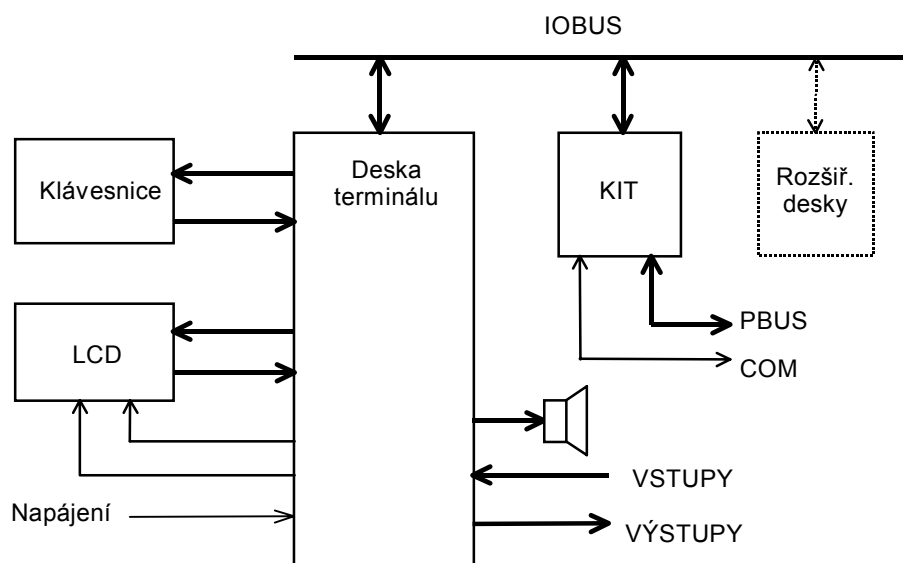 IOBUS
Klávesnice
Deska
terminálu
KIT
Rozšiř.
desky
PBUS
COM
LCD
VSTUPY
Napájení
VÝSTUPY